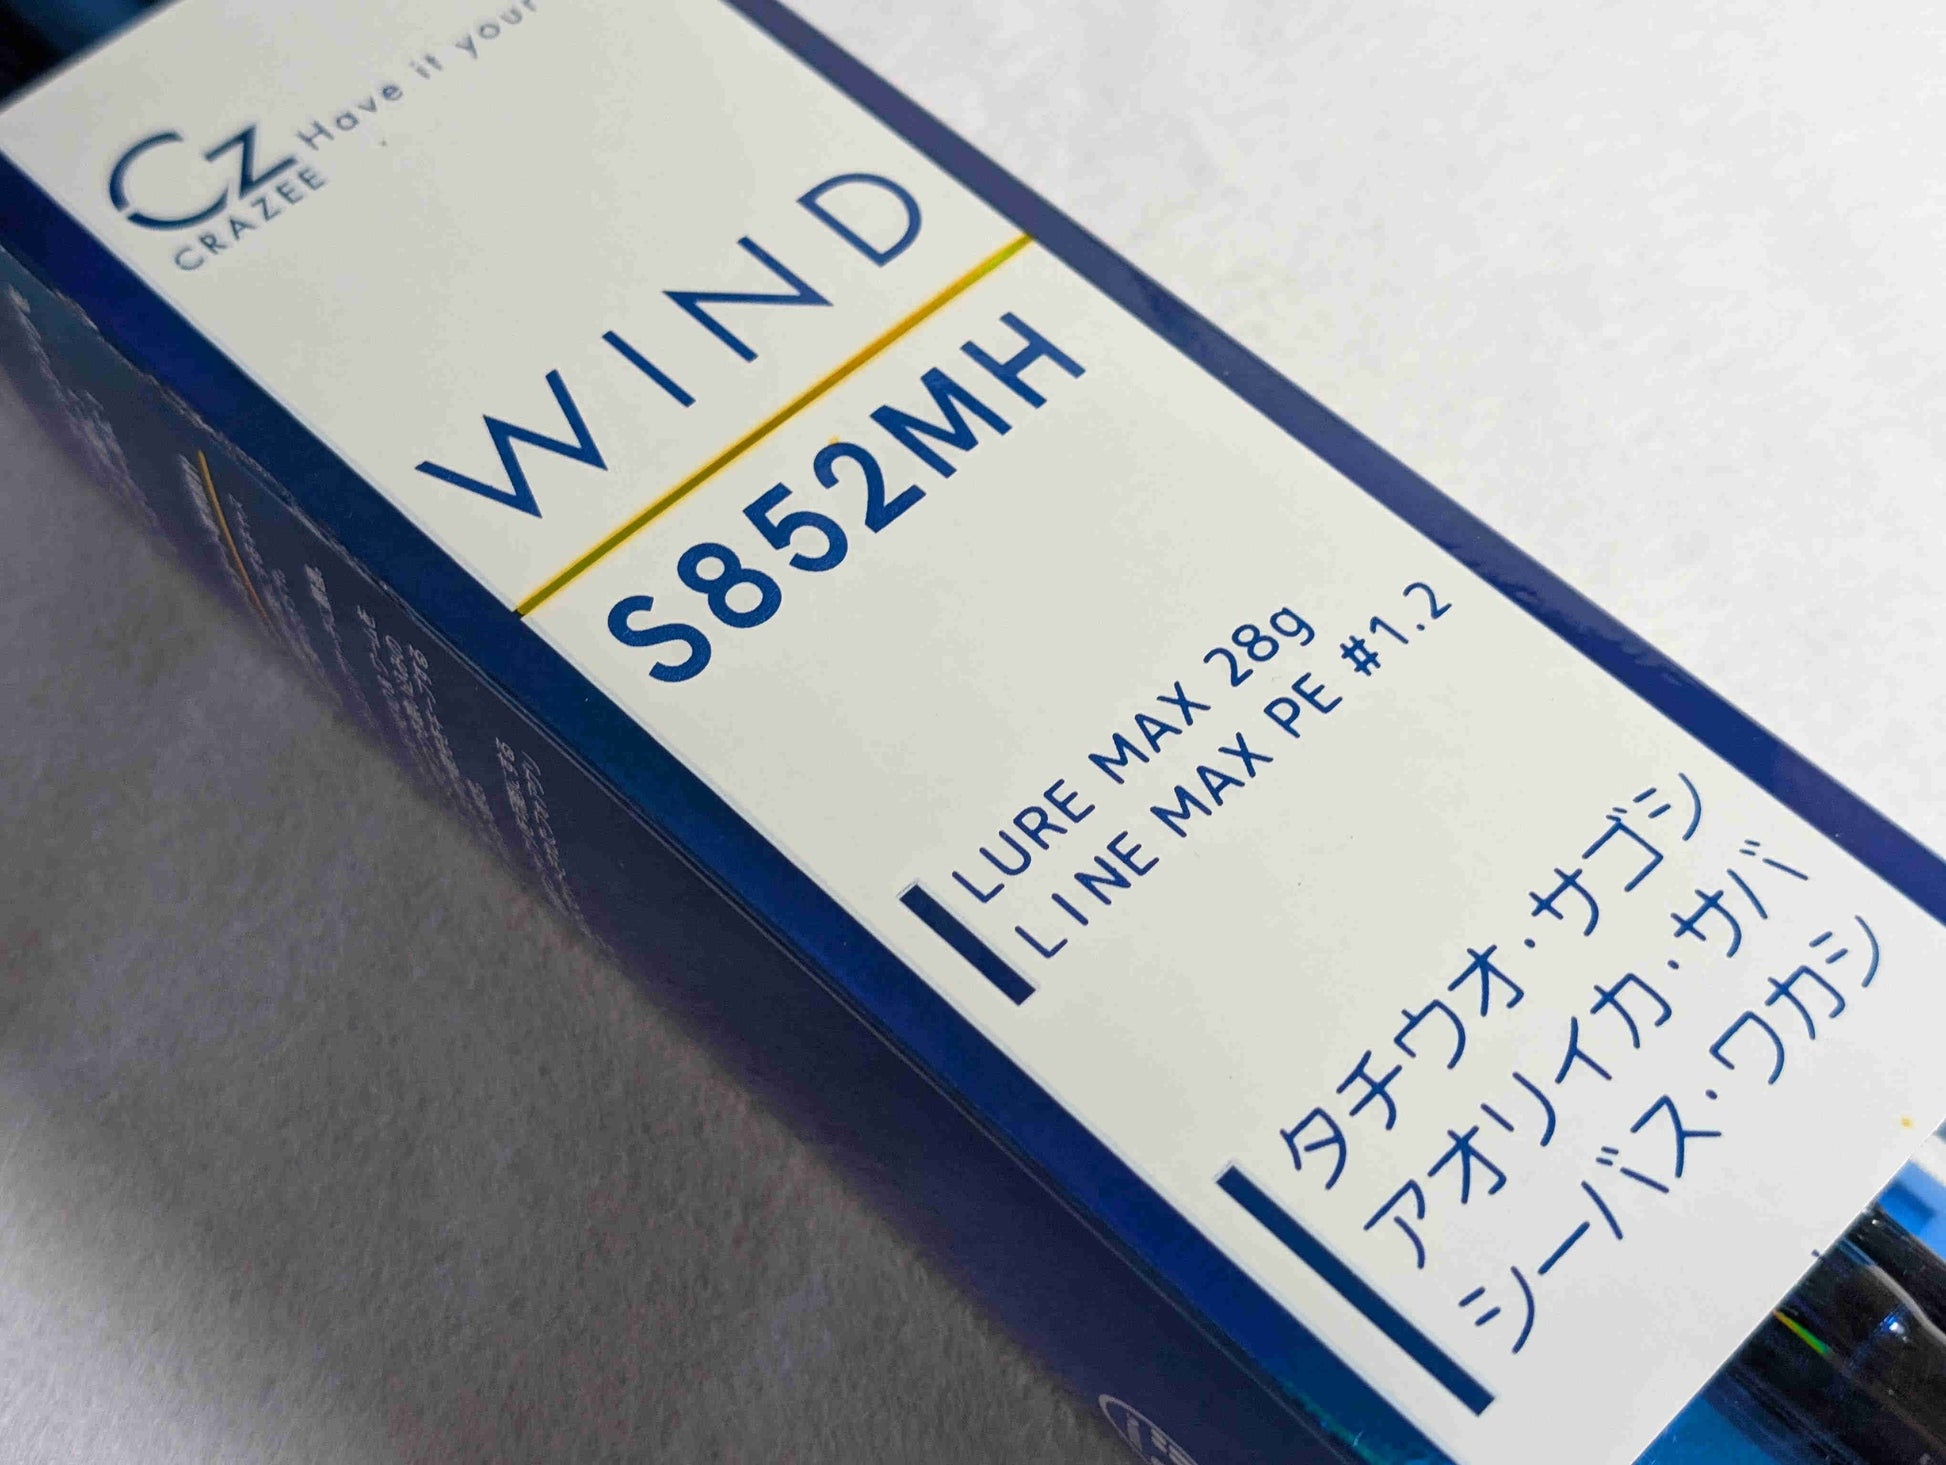 Cz Have it your
CRAZEE
WIND
S852MH
LURE MAX 28g
LINE MAX PE #1.2
タチウオ・サゴシ
アオリイカ・サバ
シーバス・ワカシ